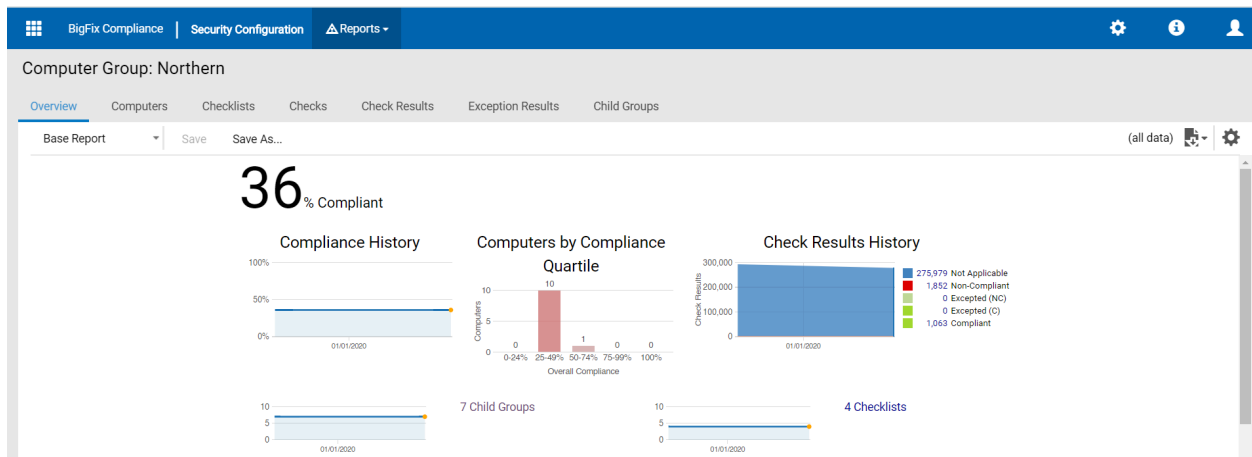 BigFix Compliance | Security Configuration Reports
Computer Group: Northern
Overview Computers Checklists Checks Check Results Exception Results Child Groups
Base Report Save Save As... (all data)
36% Compliant
Compliance History
100%
50%
0%
01/01/2020
Computers by Compliance
Quartile
Computers
10
5
0
0 10 1 0 0
0-24% 25-49% 50-74% 75-99% 100%
Overall Compliance
Check Results History
Check Results
300,000
200,000
100,000
0
01/01/2020
275,979 Not Applicable
1,852 Non-Compliant
0 Excepted (NC)
0 Excepted (C)
1,063 Compliant
10
5
0
01/01/2020
7 Child Groups
10
5
0
01/01/2020
4 Checklists